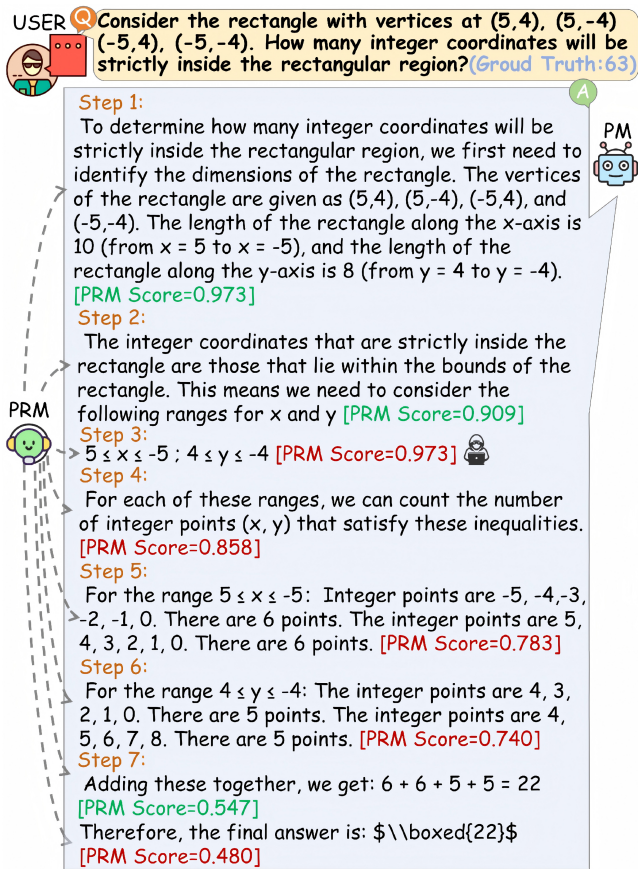 USER
Q
Consider the rectangle with vertices at (5,4), (5,-4)
(-5,4), (-5,-4). How many integer coordinates will be
strictly inside the rectangular region?(Groud Truth:63)
A
PM
PRM
Step 1:
To determine how many integer coordinates will be
strictly inside the rectangular region, we first need to
identify the dimensions of the rectangle. The vertices
of the rectangle are given as (5,4), (5,-4), (-5,4), and
(-5,-4). The length of the rectangle along the x-axis is
10 (from x = 5 to x = -5), and the length of the
rectangle along the y-axis is 8 (from y = 4 to y = -4).
[PRM Score=0.973]
Step 2:
The integer coordinates that are strictly inside the
rectangle are those that lie within the bounds of the
rectangle. This means we need to consider the
following ranges for x and y [PRM Score=0.909]
Step 3:
5 ≤ x ≤ -5 ; 4 ≤ y ≤ -4 [PRM Score=0.973]
Step 4:
For each of these ranges, we can count the number
of integer points (x, y) that satisfy these inequalities.
[PRM Score=0.858]
Step 5:
For the range 5 ≤ x ≤ -5: Integer points are -5, -4,-3,
-2, -1, 0. There are 6 points. The integer points are 5,
4, 3, 2, 1, 0. There are 6 points. [PRM Score=0.783]
Step 6:
For the range 4 ≤ y ≤ -4: The integer points are 4, 3,
2, 1, 0. There are 5 points. The integer points are 4,
5, 6, 7, 8. There are 5 points. [PRM Score=0.740]
Step 7:
Adding these together, we get: 6 + 6 + 5 + 5 = 22
[PRM Score=0.547]
Therefore, the final answer is: $\\boxed{22}$
[PRM Score=0.480]